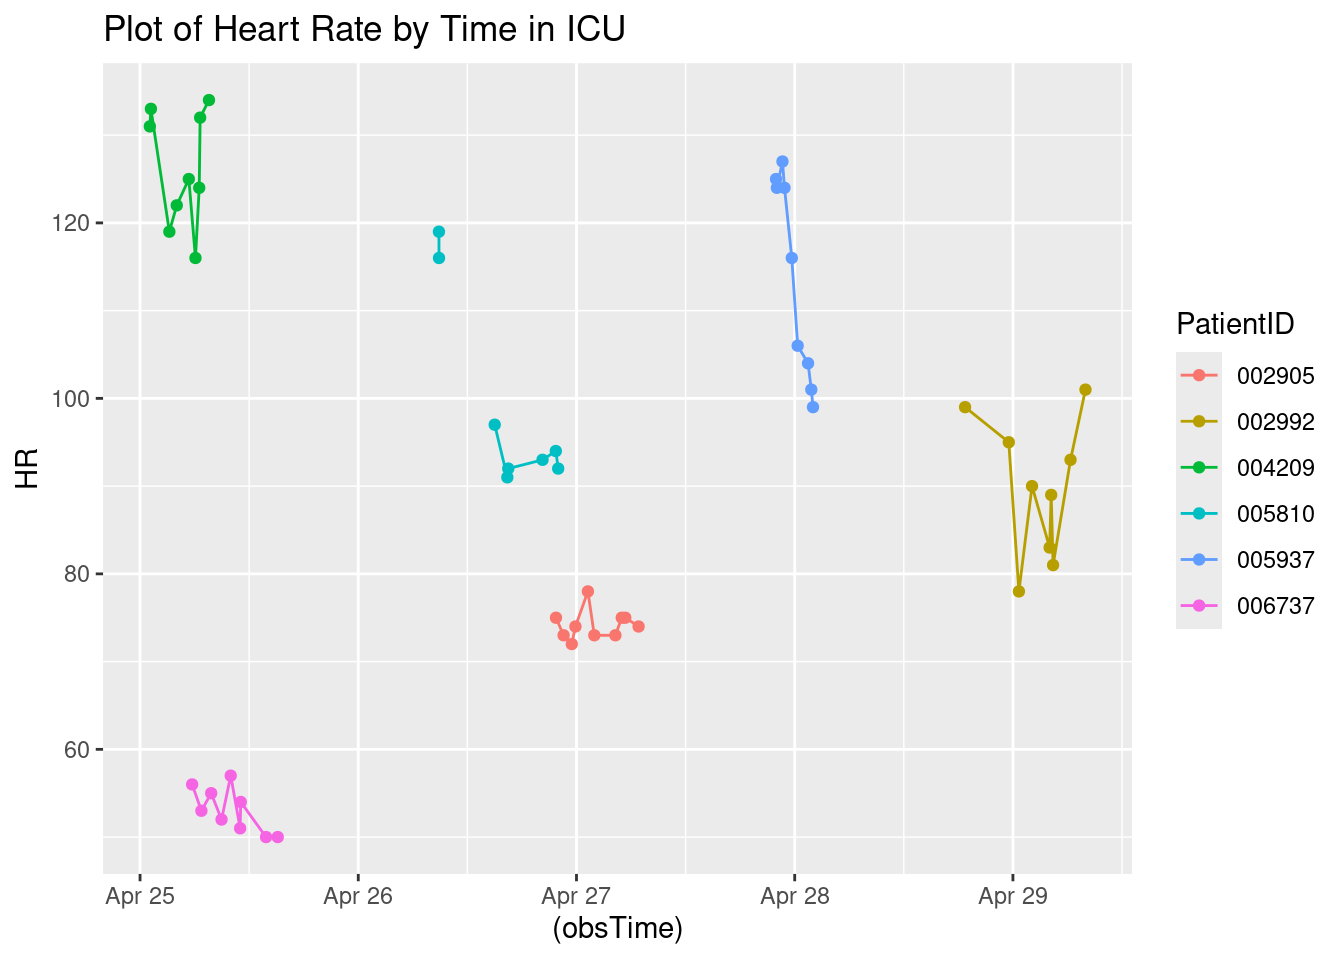 Plot of Heart Rate by Time in ICU
HR
120
100
80
60
Apr 25
Apr 26
Apr 27
Apr 28
Apr 29
(obsTime)
PatientID
002905
002992
004209
005810
005937
006737